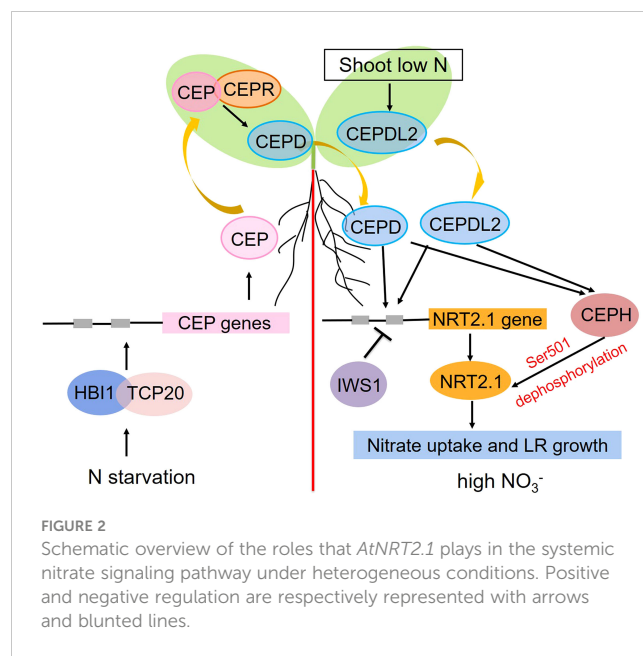 Shoot low N
CEP
CEPR
CEPD
CEPDL2
CEP
CEPD
CEPDL2
CEP genes
NRT2.1 gene
CEPH
HBI1
TCP20
IWS1
NRT2.1
Ser501
dephosphorylation
N starvation
Nitrate uptake and LR growth
high NO₃⁻
FIGURE 2
Schematic overview of the roles that AtNRT2.1 plays in the systemic
nitrate signaling pathway under heterogeneous conditions. Positive
and negative regulation are respectively represented with arrows
and blunted lines.